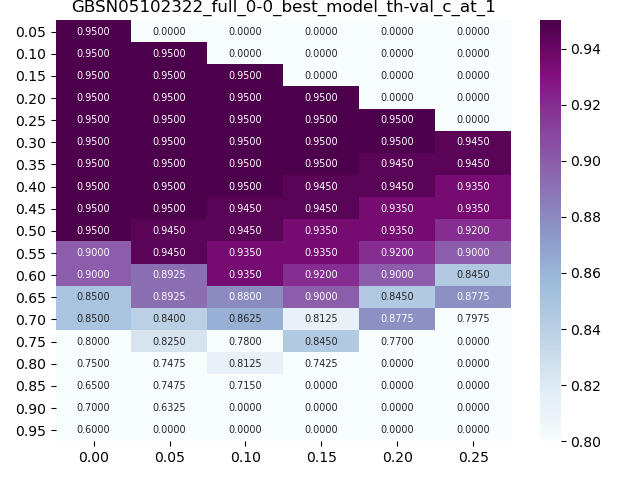 GBSN05102322_full_0-0_best_model_th-val_c_at_1
0.05 0.9500 0.0000 0.0000 0.0000 0.0000 0.0000
0.10 0.9500 0.9500 0.0000 0.0000 0.0000 0.0000
0.15 0.9500 0.9500 0.9500 0.0000 0.0000 0.0000
0.20 0.9500 0.9500 0.9500 0.9500 0.0000 0.0000
0.25 0.9500 0.9500 0.9500 0.9500 0.9500 0.0000
0.30 0.9500 0.9500 0.9500 0.9500 0.9500 0.9450
0.35 0.9500 0.9500 0.9500 0.9500 0.9450 0.9450
0.40 0.9500 0.9500 0.9500 0.9450 0.9450 0.9350
0.45 0.9500 0.9500 0.9450 0.9450 0.9350 0.9350
0.50 0.9500 0.9450 0.9450 0.9350 0.9350 0.9200
0.55 0.9000 0.9450 0.9350 0.9350 0.9200 0.9000
0.60 0.9000 0.8925 0.9350 0.9200 0.9000 0.8450
0.65 0.8500 0.8925 0.8800 0.9000 0.8450 0.8775
0.70 0.8500 0.8400 0.8625 0.8125 0.8775 0.7975
0.75 0.8000 0.8250 0.7800 0.8450 0.7700 0.0000
0.80 0.7500 0.7475 0.8125 0.7425 0.0000 0.0000
0.85 0.6500 0.7475 0.7150 0.0000 0.0000 0.0000
0.90 0.7000 0.6325 0.0000 0.0000 0.0000 0.0000
0.95 0.6000 0.0000 0.0000 0.0000 0.0000 0.0000
0.00 0.05 0.10 0.15 0.20 0.25
0.94
0.92
0.90
0.88
0.86
0.84
0.82
0.80